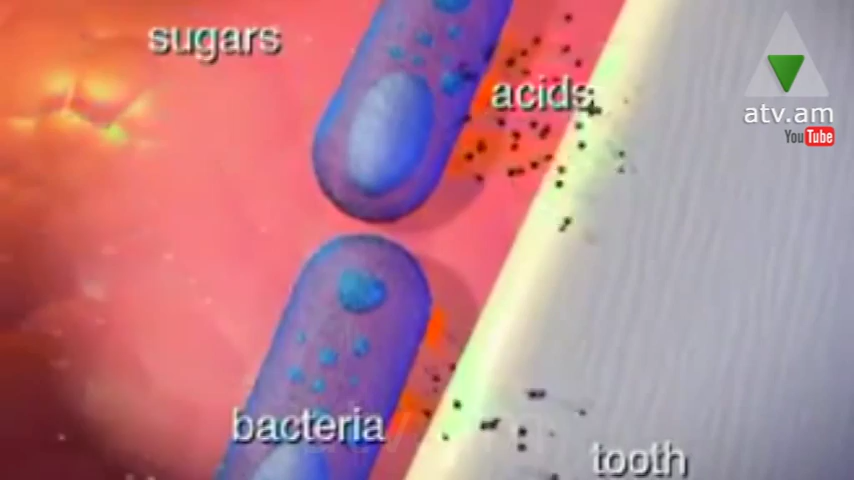 sugars
acids
atv.am
YouTube
bacteria
tooth